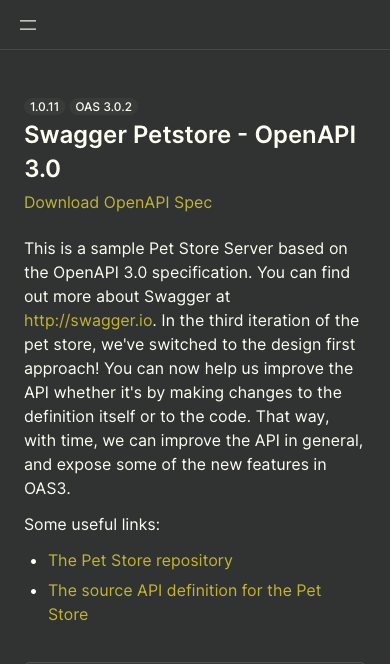 1.0.11 OAS 3.0.2
Swagger Petstore - OpenAPI
3.0
Download OpenAPI Spec
This is a sample Pet Store Server based on
the OpenAPI 3.0 specification. You can find
out more about Swagger at
http://swagger.io. In the third iteration of the
pet store, we've switched to the design first
approach! You can now help us improve the
API whether it's by making changes to the
definition itself or to the code. That way,
with time, we can improve the API in general,
and expose some of the new features in
OAS3.
Some useful links:
• The Pet Store repository
• The source API definition for the Pet
Store